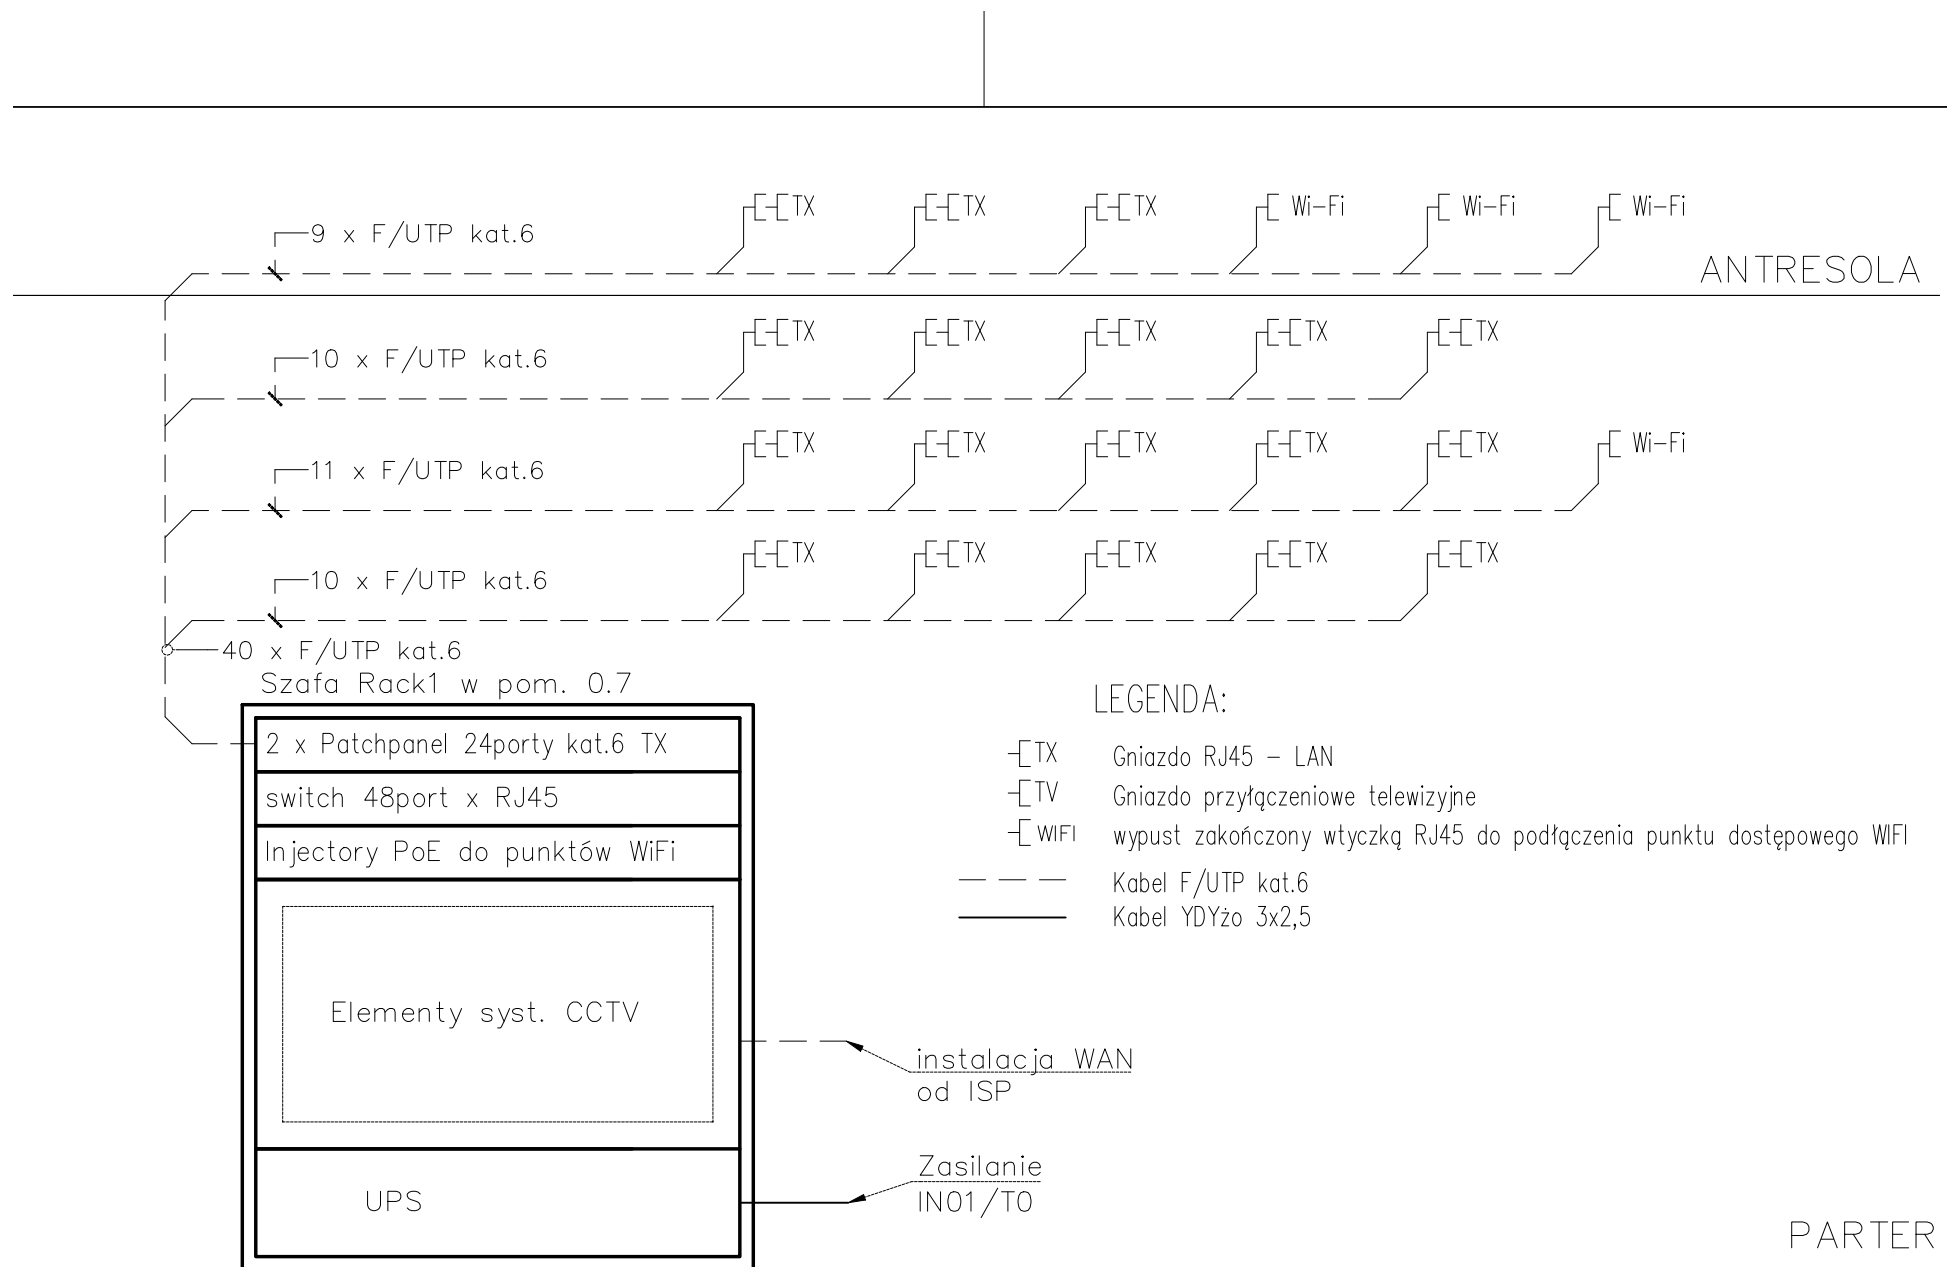 TX TX TX Wi-Fi Wi-Fi Wi-Fi
9 x F/UTP kat.6
ANTRESOLA
TX TX TX TX TX
10 x F/UTP kat.6
TX TX TX TX TX Wi-Fi
11 x F/UTP kat.6
TX TX TX TX TX
10 x F/UTP kat.6
40 x F/UTP kat.6
Szafa Rack1 w pom. 0.7
2 x Patchpanel 24porty kat.6 TX
switch 48port x RJ45
Injectory PoE do punktów WiFi
Elementy syst. CCTV
UPS
instalacja WAN
od ISP
Zasilanie
IN01/T0
LEGENDA:
TX Gniazdo RJ45 – LAN
TV Gniazdo przyłączeniowe telewizyjne
WIFI wypust zakończony wtyczką RJ45 do podłączenia punktu dostępowego WIFI
Kabel F/UTP kat.6
Kabel YDYżo 3x2,5
PARTER